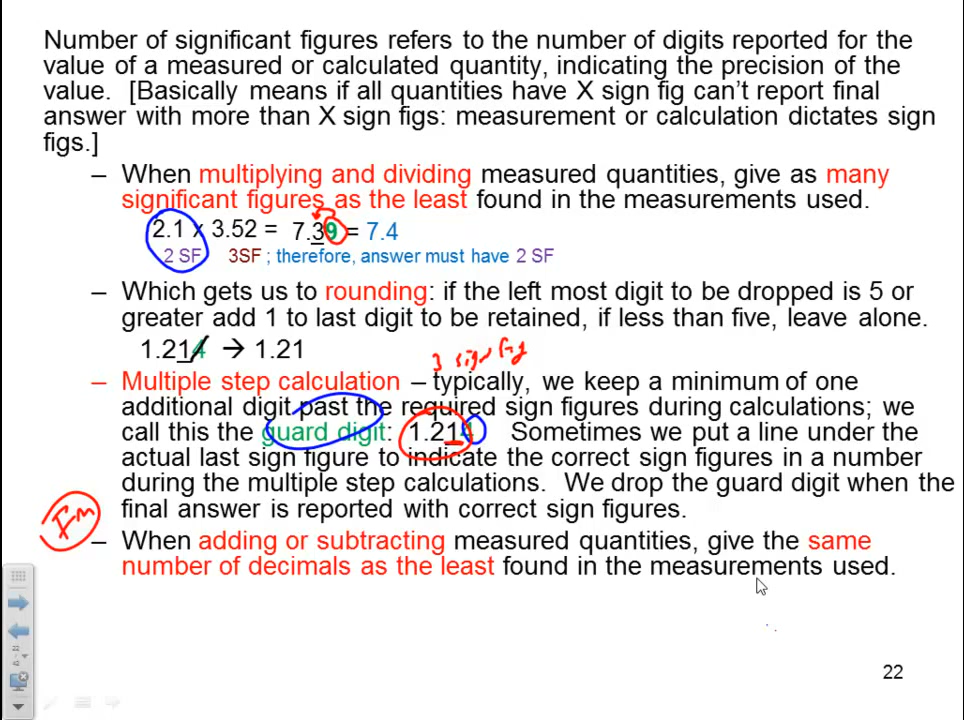 Number of significant figures refers to the number of digits reported for the
value of a measured or calculated quantity, indicating the precision of the
value. [Basically means if all quantities have X sign fig can't report final
answer with more than X sign figs: measurement or calculation dictates sign
figs.]
– When multiplying and dividing measured quantities, give as many
significant figures as the least found in the measurements used.
2.1 x 3.52 = 7.39 = 7.4
2 SF 3SF ; therefore, answer must have 2 SF
– Which gets us to rounding: if the left most digit to be dropped is 5 or
greater add 1 to last digit to be retained, if less than five, leave alone.
1.214 → 1.21
3 sign fig
– Multiple step calculation – typically, we keep a minimum of one
additional digit past the required sign figures during calculations; we
call this the guard digit: 1.214 Sometimes we put a line under the
actual last sign figure to indicate the correct sign figures in a number
during the multiple step calculations. We drop the guard digit when the
final answer is reported with correct sign figures.
– When adding or subtracting measured quantities, give the same
number of decimals as the least found in the measurements used.
22